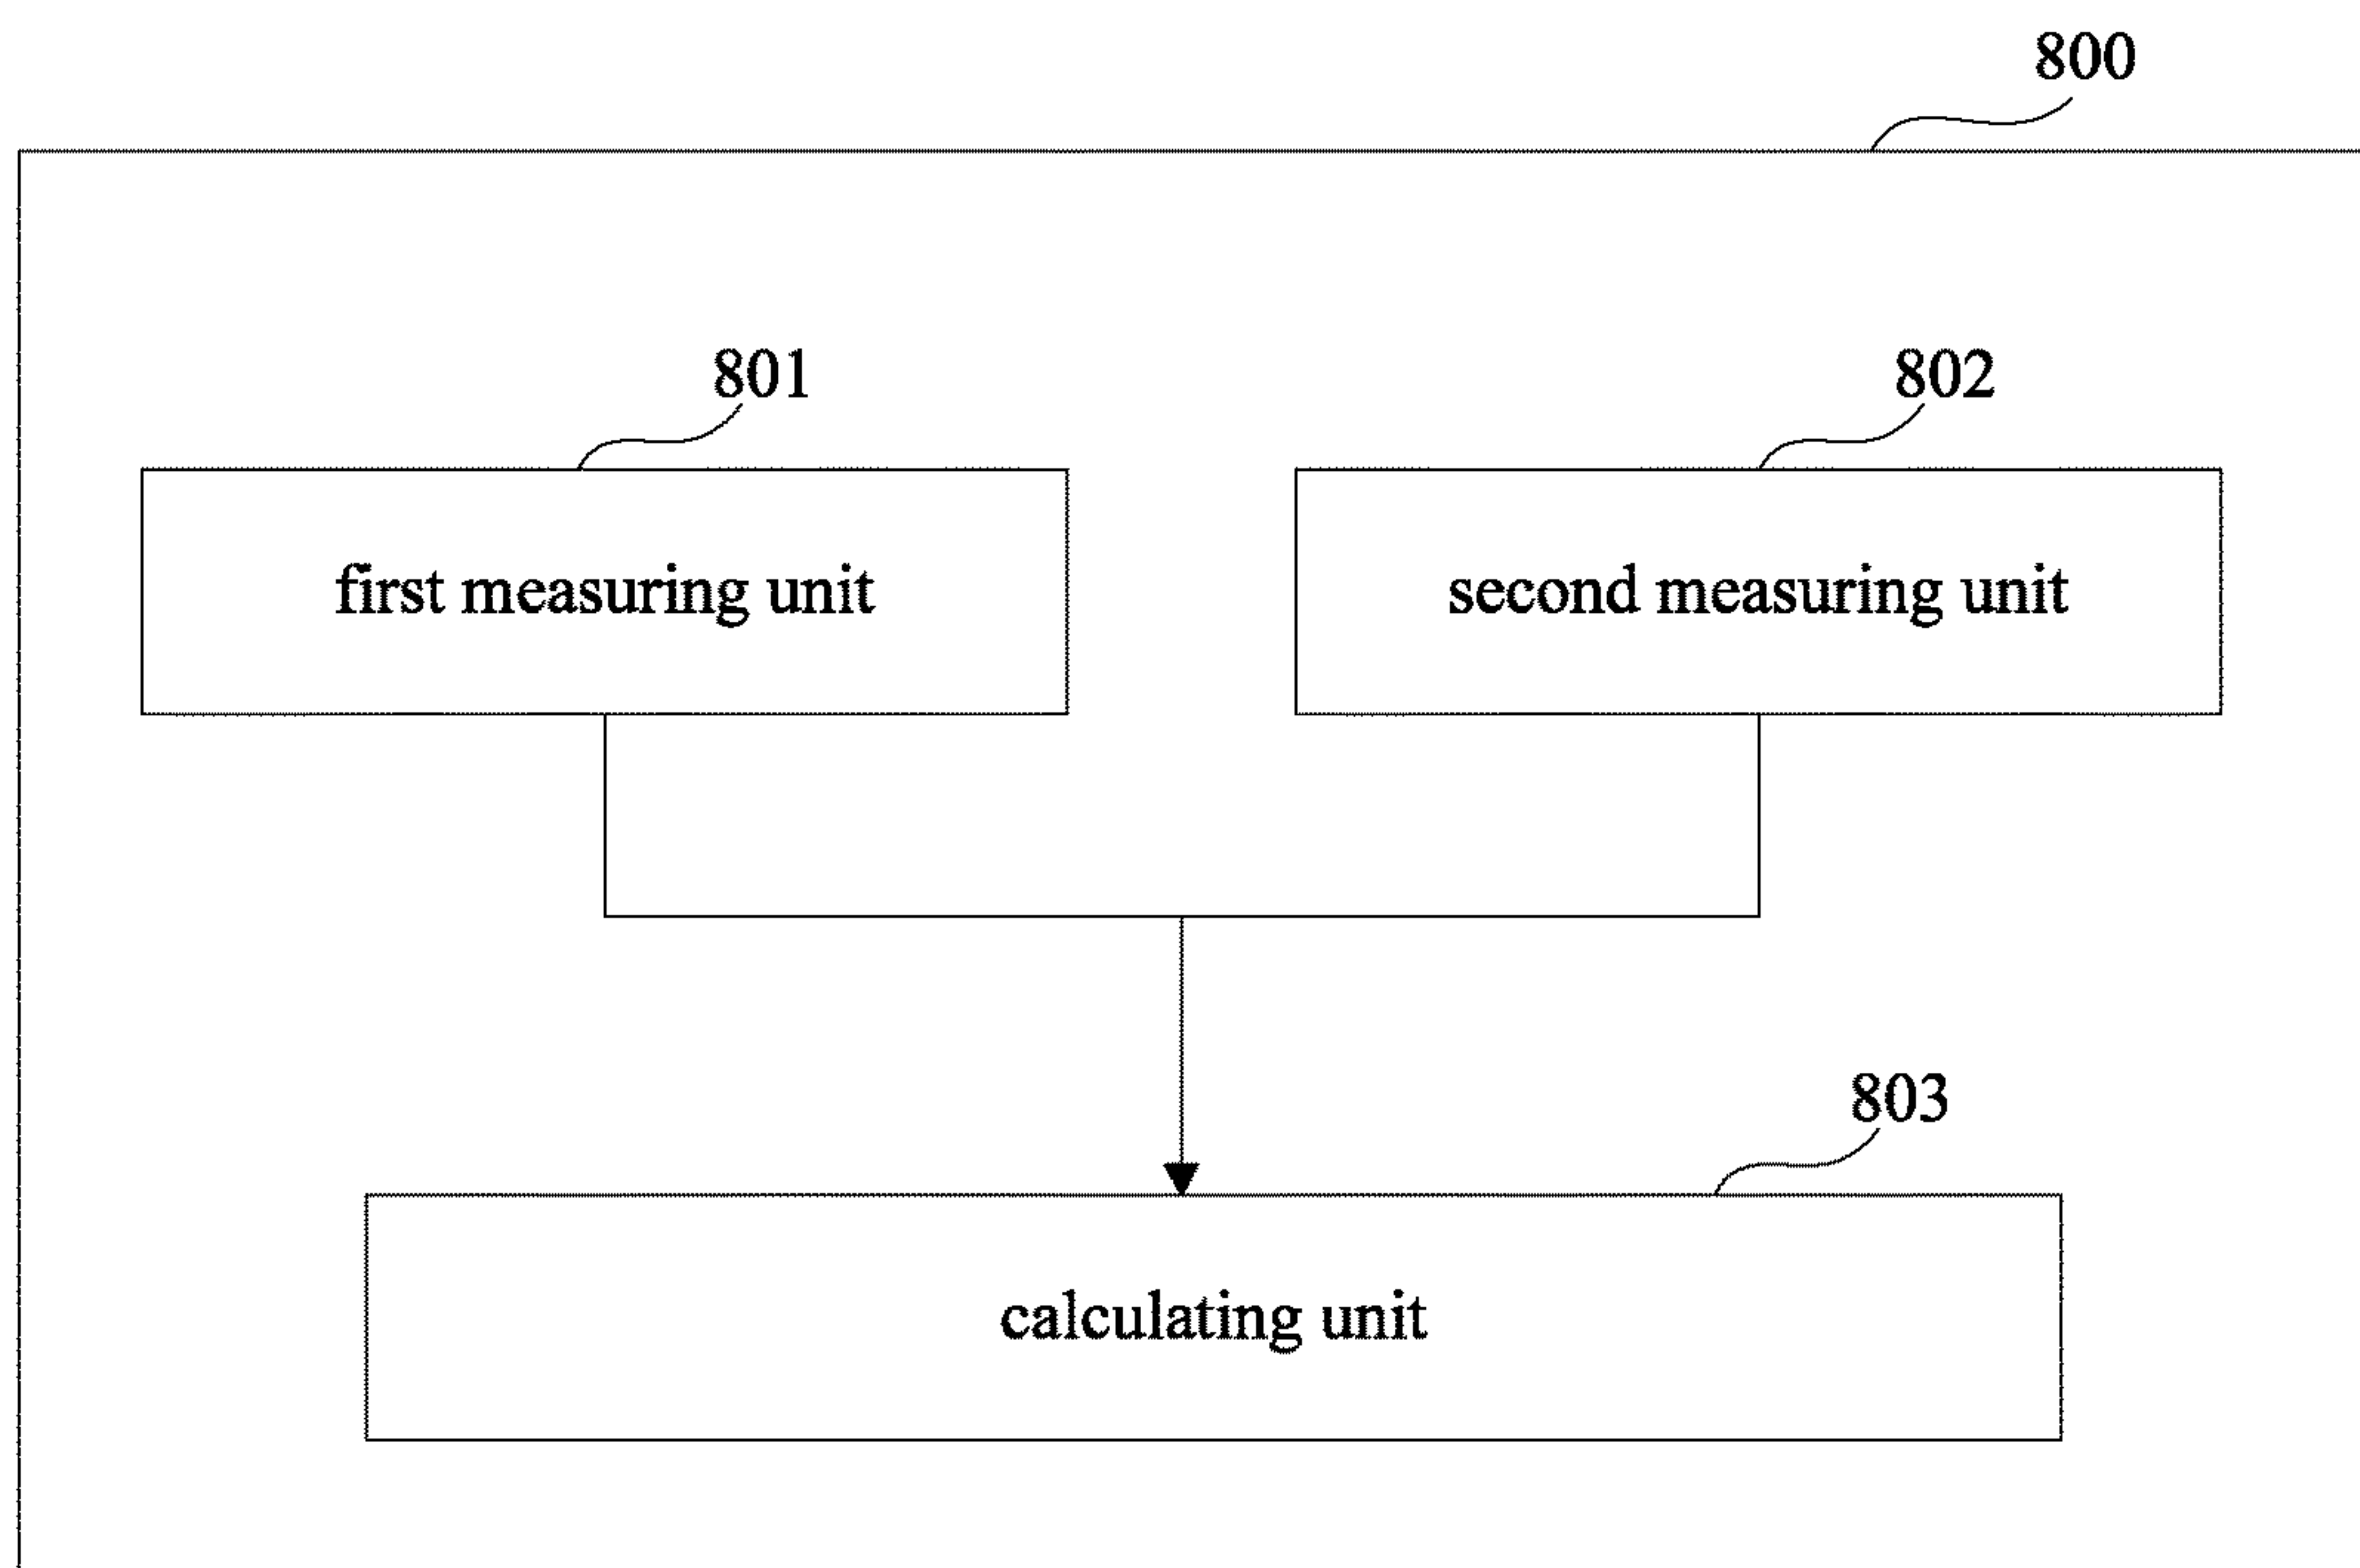 800
801
802
first measuring unit
second measuring unit
803
calculating unit